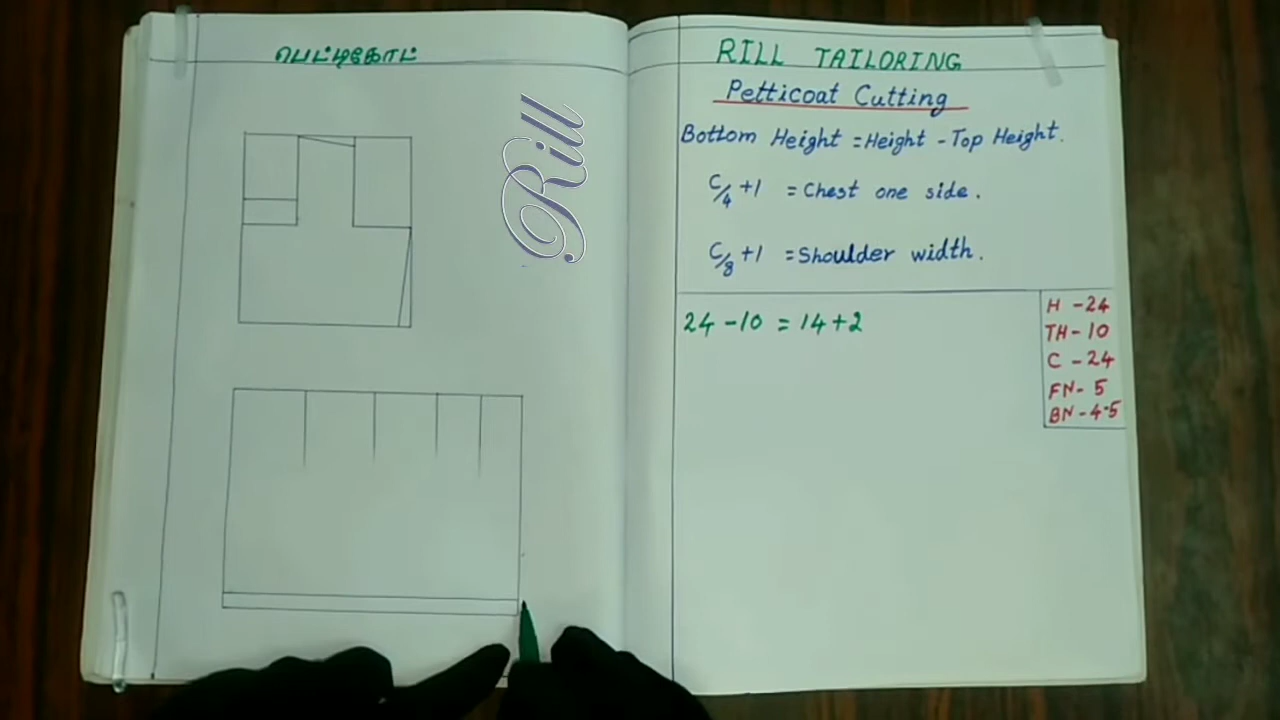 பெட்டிகோட்
Rill
RILL TAILORING
Petticoat Cutting
Bottom Height = Height - Top Height.
C/4 +1 = Chest one side.
C/8 +1 = Shoulder width.
24 - 10 = 14 + 2
H - 24
TH - 10
C - 24
FN - 5
BN - 4.5